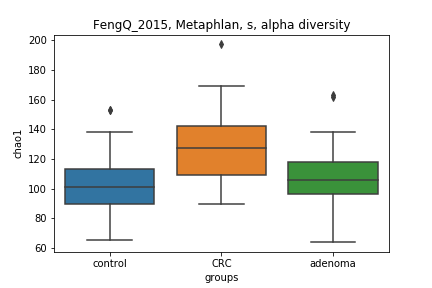 FengQ_2015, Metaphlan, s, alpha diversity
200
180
160
140
120
100
80
60
chao1
control CRC adenoma
groups